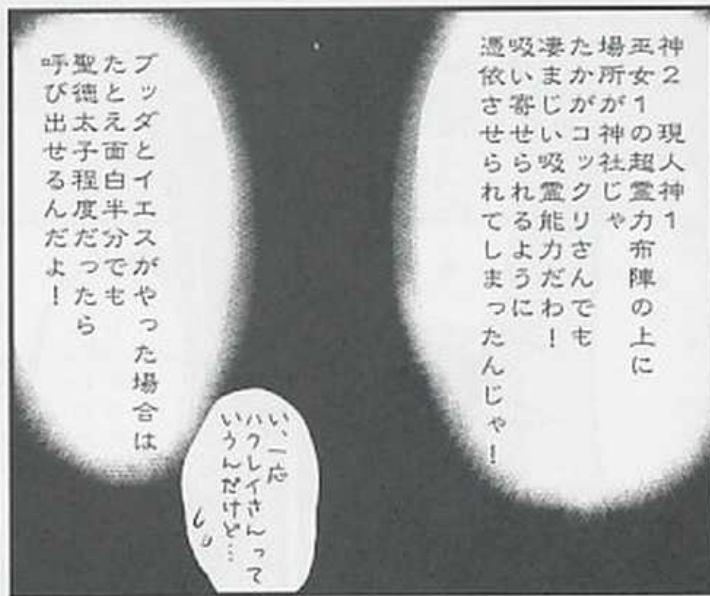 神２　現人神１
巫女１の超霊力布陣の上に
場所が神社じゃ
たかがコックリさんでも
凄まじい吸霊能力だわ！
吸い寄せられるように
憑依させられてしまったんじゃ！
ブッダとイエスがやった場合は
たとえ面白半分でも
聖徳太子程度だったら
呼び出せるんだよ！
い、一応
ハクレイさんって
いうんだけど…